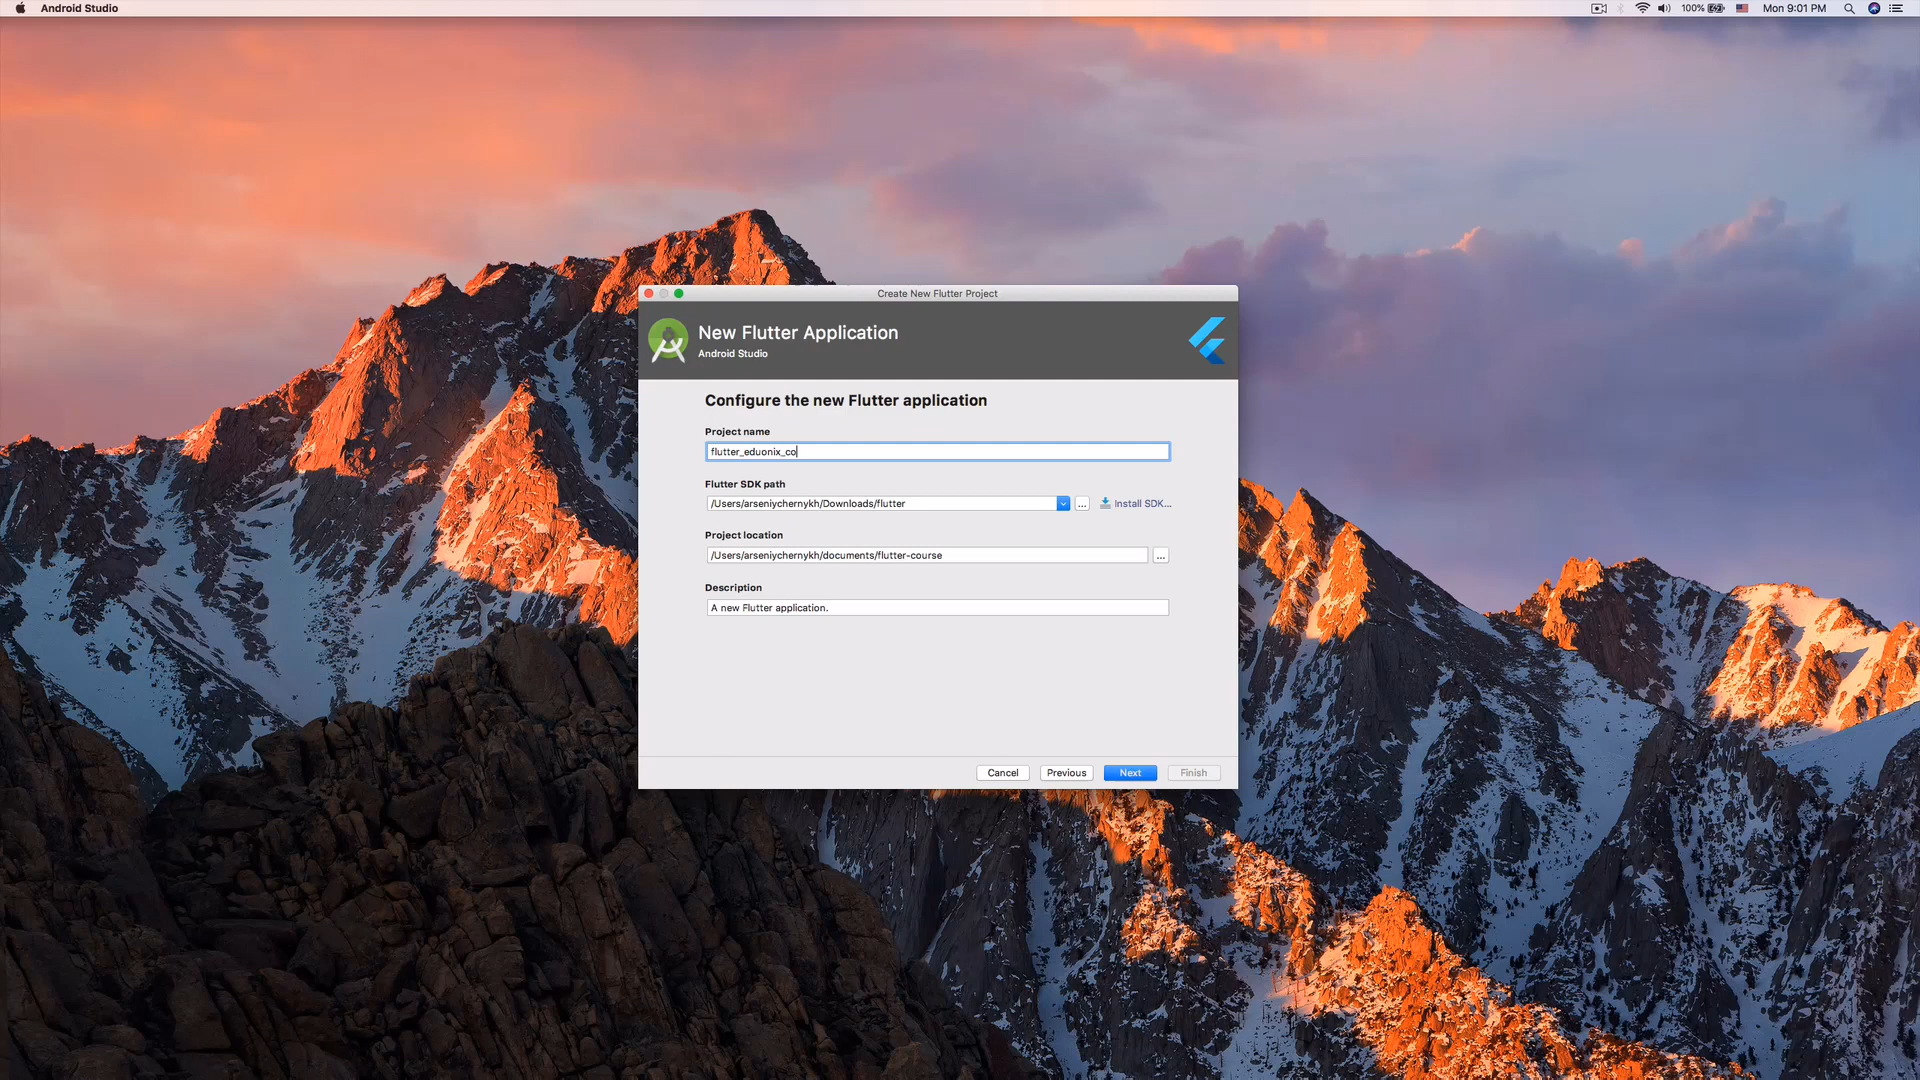 Android Studio
100%
Mon 9:01 PM
Create New Flutter Project
New Flutter Application
Android Studio
Configure the new Flutter application
Project name
flutter_eduonix_co
Flutter SDK path
/Users/arseniychernykh/Downloads/flutter
...
Install SDK...
Project location
/Users/arseniychernykh/documents/flutter-course
...
Description
A new Flutter application.
Cancel
Previous
Next
Finish